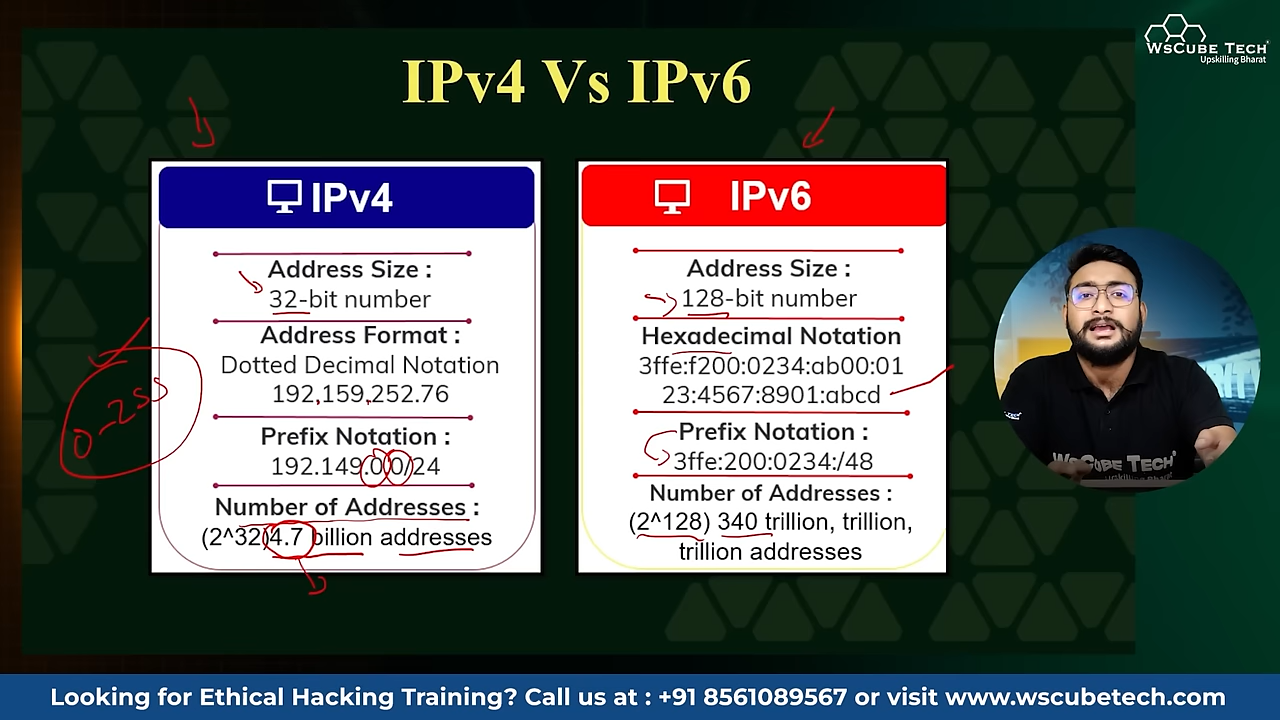 WsCube Tech
Upskilling Bharat
IPv4 Vs IPv6
IPv4
Address Size :
32-bit number
Address Format :
Dotted Decimal Notation
192,159,252.76
Prefix Notation :
192.149.0.0/24
Number of Addresses :
(2^32)4.7 billion addresses
0-255
IPv6
Address Size :
128-bit number
Hexadecimal Notation
3ffe:f200:0234:ab00:01
23:4567:8901:abcd
Prefix Notation :
3ffe:200:0234:/48
Number of Addresses :
(2^128) 340 trillion, trillion,
trillion addresses
WsCube Tech
Looking for Ethical Hacking Training? Call us at : +91 8561089567 or visit www.wscubetech.com